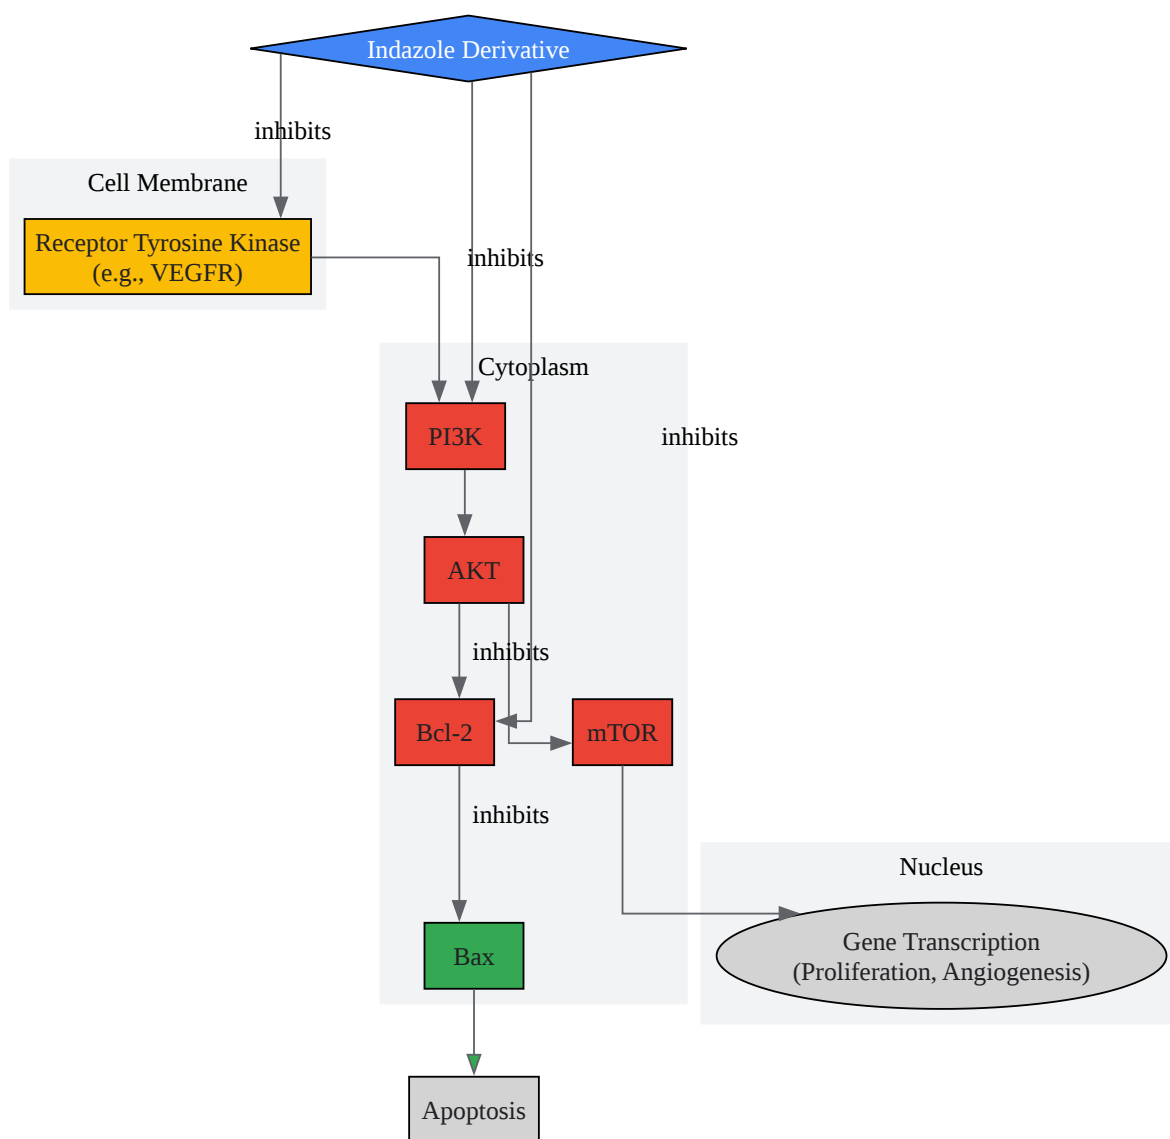 Indazole Derivative
inhibits
Cell Membrane
Receptor Tyrosine Kinase
(e.g., VEGFR)
inhibits
Cytoplasm
PI3K
inhibits
AKT
inhibits
Bcl-2
mTOR
inhibits
Nucleus
Gene Transcription
(Proliferation, Angiogenesis)
Bax
Apoptosis